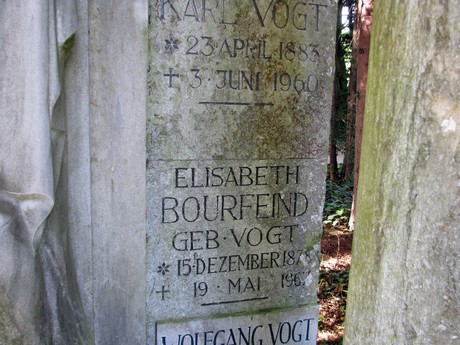 KARL VOGT
* 23 APRIL 1883
+ 3 · JUNI · 1960
ELISABETH
BOURFEIND
GEB · VOGT
* 15 · DEZEMBER
+ 19 · MAI
WOLFGANG VOGT